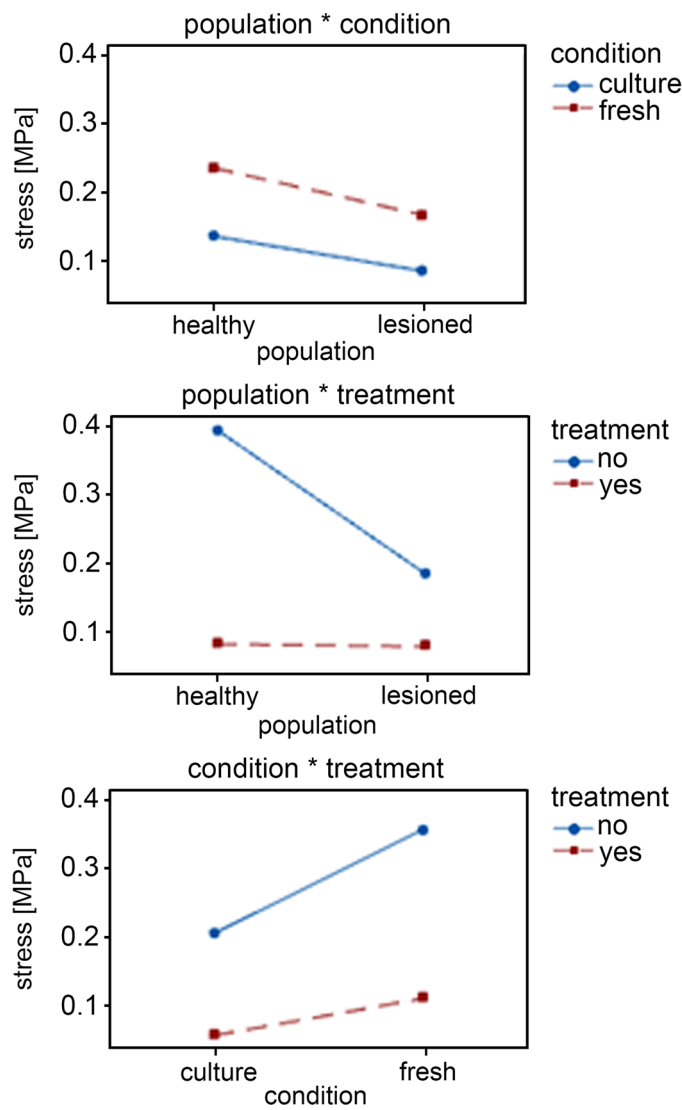 population * condition
stress [MPa]
0.4
0.3
0.2
0.1
healthy lesioned
population
condition
culture
fresh
population * treatment
stress [MPa]
0.4
0.3
0.2
0.1
healthy lesioned
population
treatment
no
yes
condition * treatment
stress [MPa]
0.4
0.3
0.2
0.1
culture fresh
condition
treatment
no
yes